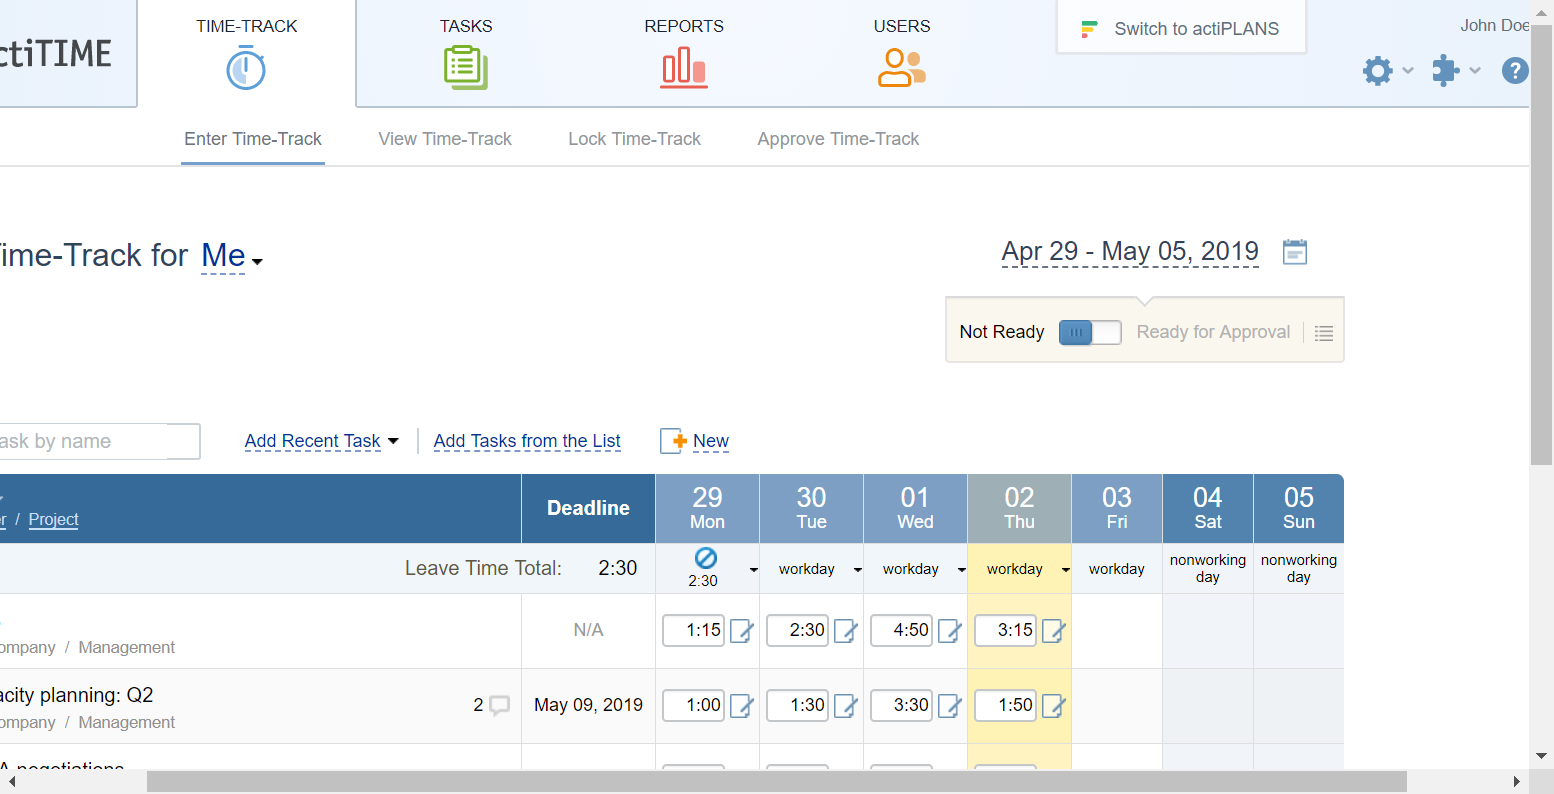 TIME-TRACK
TASKS
REPORTS
USERS
Switch to actiPLANS
John Doe
ctiTIME
?
Enter Time-Track
View Time-Track
Lock Time-Track
Approve Time-Track
ime-Track for Me
Apr 29 - May 05, 2019
Not Ready
Ready for Approval
ask by name
Add Recent Task
Add Tasks from the List
New
r / Project
Deadline
29 Mon
30 Tue
01 Wed
02 Thu
03 Fri
04 Sat
05 Sun
Leave Time Total: 2:30
2:30
workday
workday
workday
workday
nonworking day
nonworking day
N/A
1:15
2:30
4:50
3:15
ompany / Management
acity planning: Q2
2
May 09, 2019
1:00
1:30
3:30
1:50
ompany / Management
A negotiations